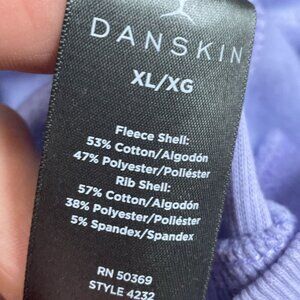 DANSKIN
XL/XG
Fleece Shell:
53% Cotton/Algodón
47% Polyester/Poliéster
Rib Shell:
57% Cotton/Algodón
38% Polyester/Poliéster
5% Spandex/Spandex
RN 50369
STYLE 4232